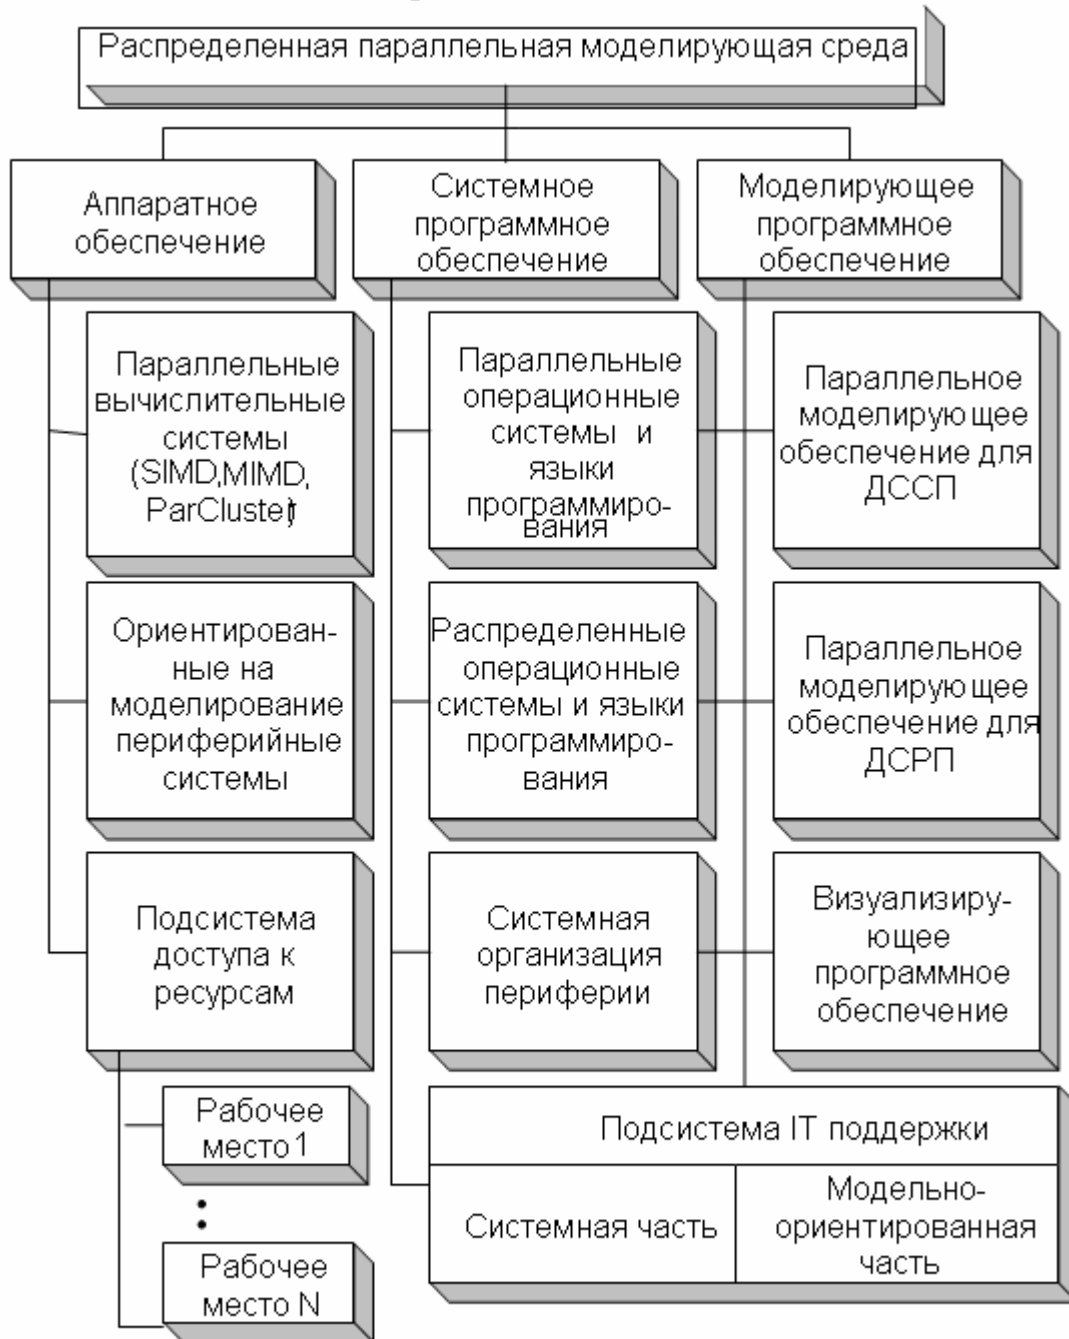 Распределенная параллельная моделирующая среда
Аппаратное
обеспечение
Системное
программное
обеспечение
Моделирующее
программное
обеспечение
Параллельные
вычислительные
системы
(SIMD,MIMD,
ParCluster)
Параллельные
операционные
системы и
языки
программиро-
вания
Параллельное
моделирующее
обеспечение для
ДССП
Ориентирован-
ные на
моделирование
периферийные
системы
Распределенные
операционные
системы и языки
программиро-
вания
Параллельное
моделирующее
обеспечение для
ДСРП
Подсистема
доступа к
ресурсам
Системная
организация
периферии
Визуализиру-
ющее
программное
обеспечение
Рабочее
место1
Рабочее
место N
Подсистема IT поддержки
Системная часть
Модельно-
ориентированная
часть